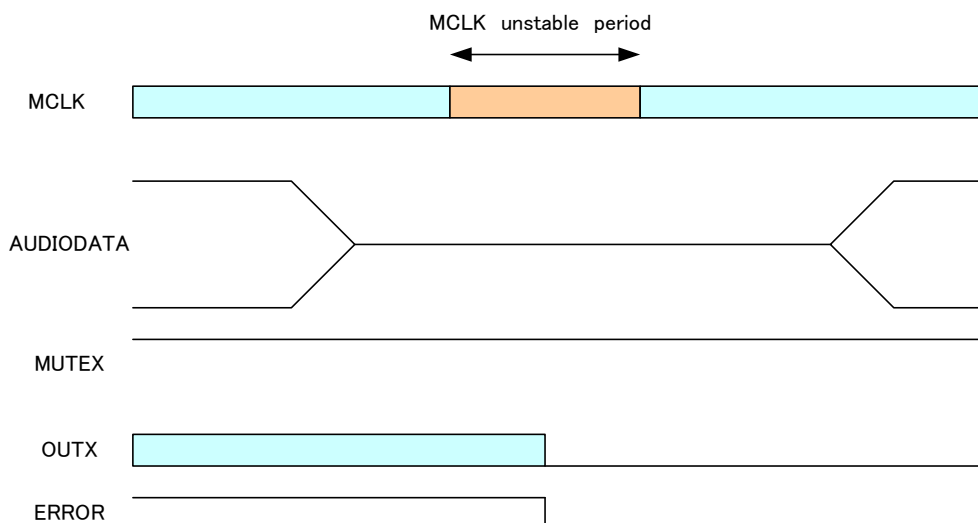 MCLK unstable period
MCLK
AUDIODATA
MUTEX
OUTX
ERROR